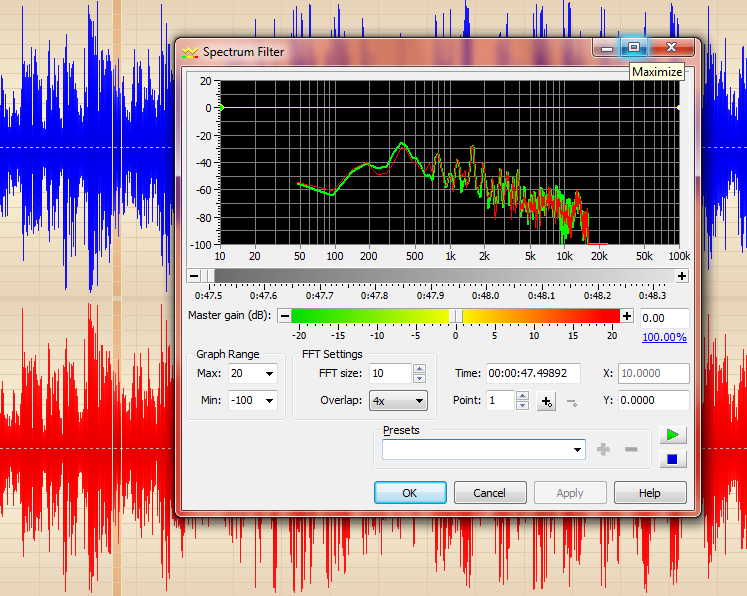 Spectrum Filter
Maximize
20
0
-20
-40
-60
-80
-100
10 20 50 100 200 500 1k 2k 5k 10k 20k 50k 100k
0:47.5 0:47.6 0:47.7 0:47.8 0:47.9 0:48.0 0:48.1 0:48.2 0:48.3
Master gain (dB): 0.00
-20 -15 -10 -5 0 5 10 15 20 100.00%
Graph Range FFT Settings
Max: 20 FFT size: 10 Time: 00:00:47.49892 X: 10.0000
Min: -100 Overlap: 4x Point: 1 Y: 0.0000
Presets
OK Cancel Apply Help